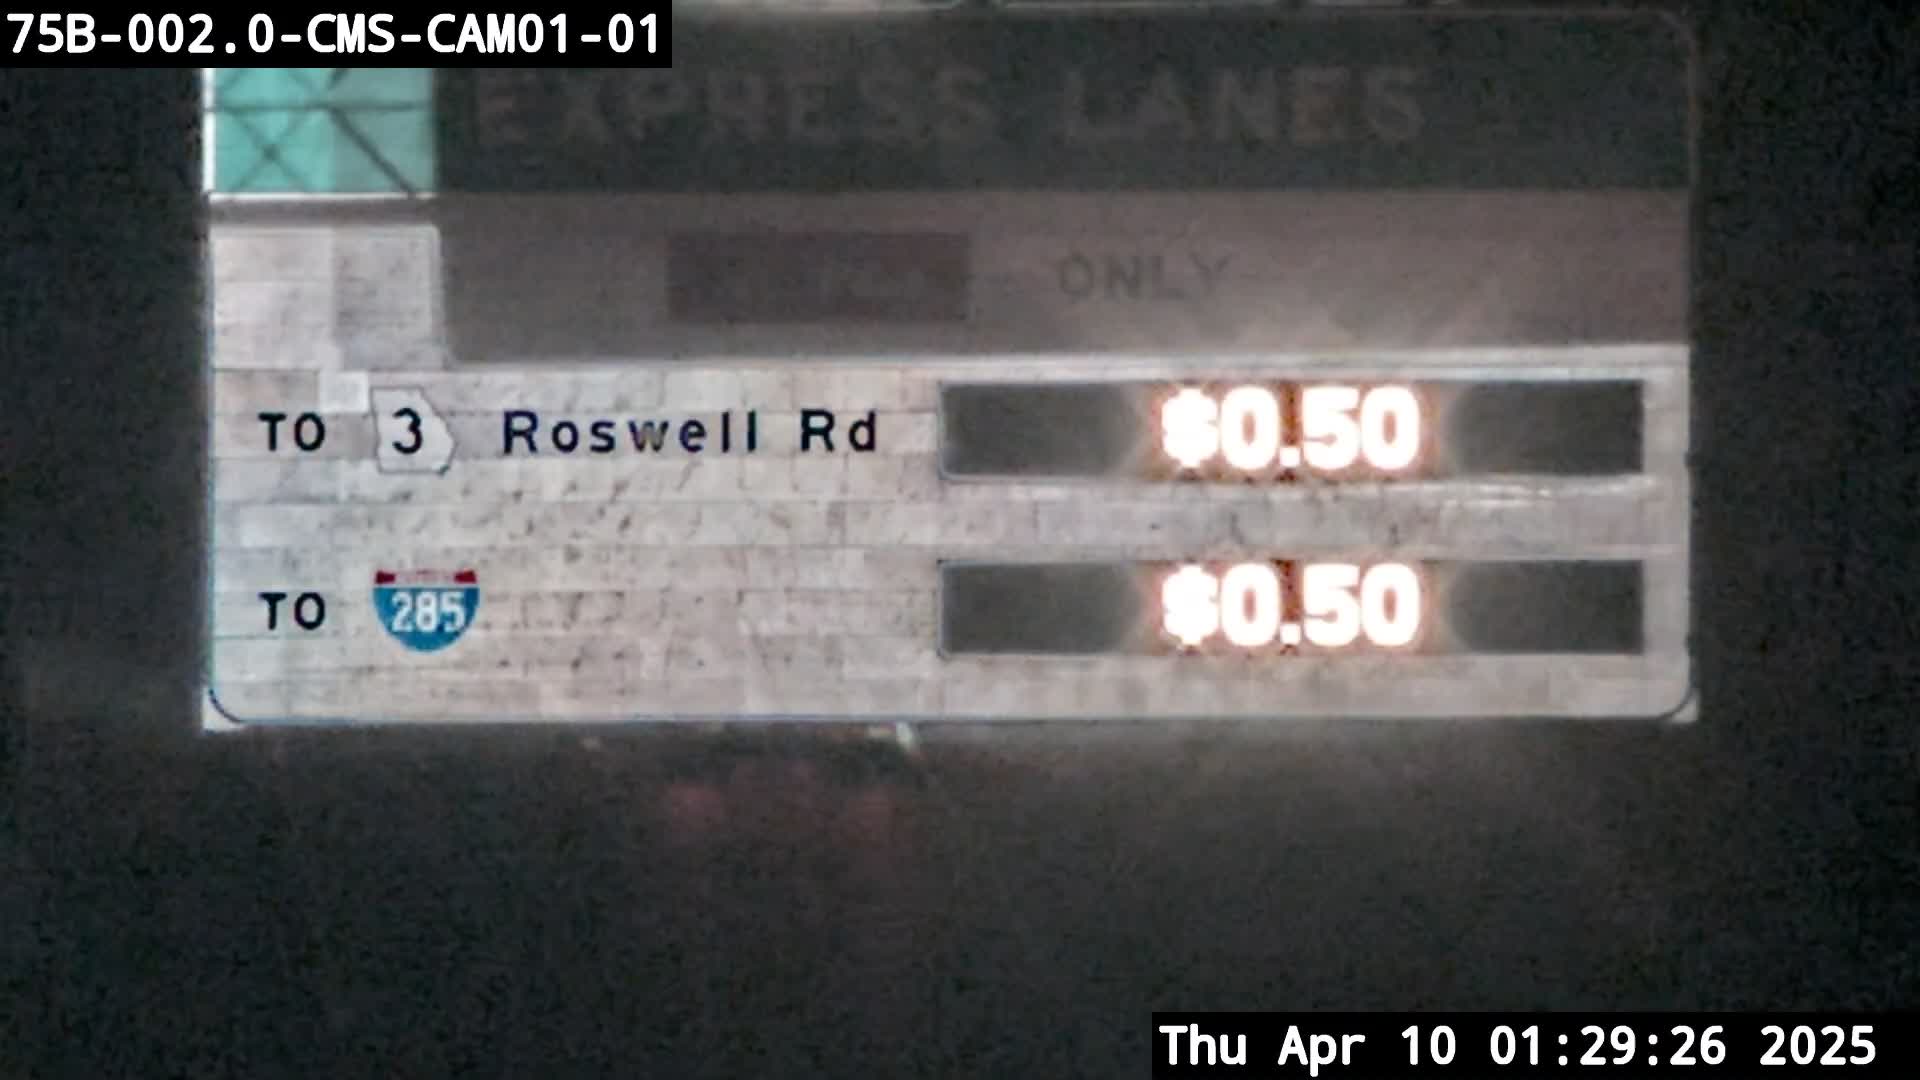 75B-002.0-CMS-CAM01-01
EXPRESS LANES
ONLY
TO 3 Roswell Rd $0.50
TO 285 $0.50
Thu Apr 10 01:29:26 2025